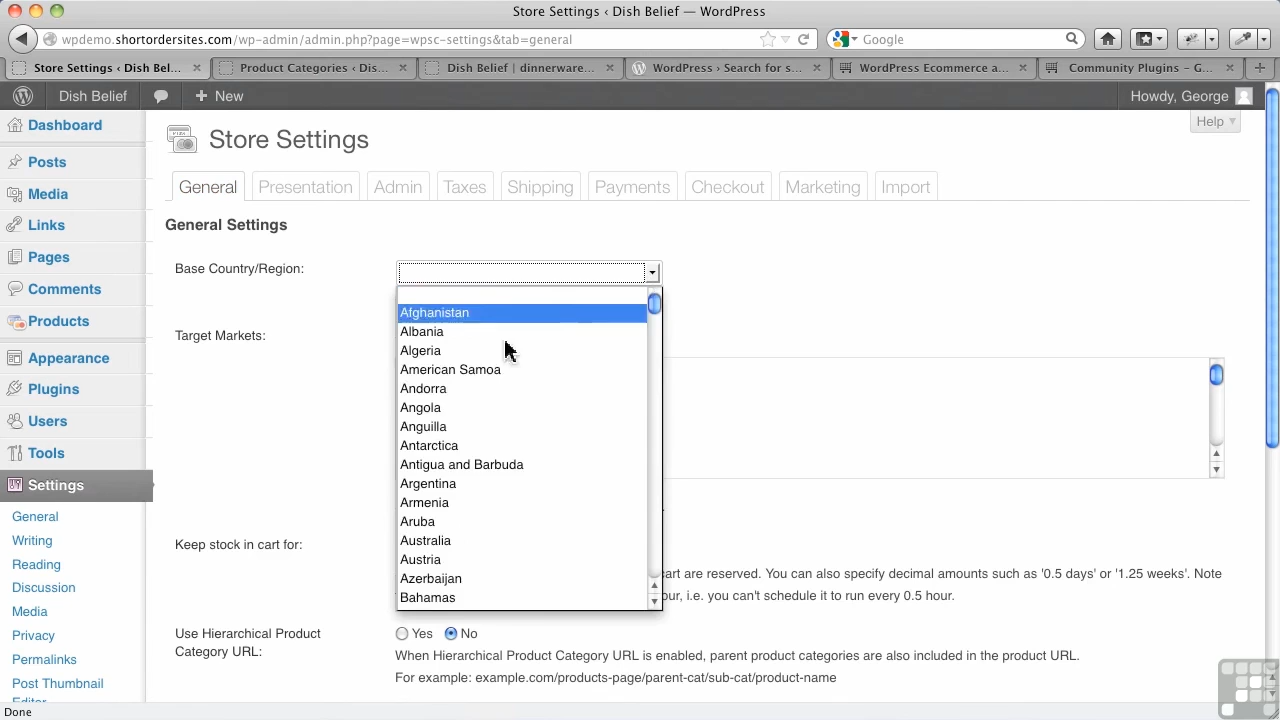 Store Settings ‹ Dish Belief — WordPress
wpdemo.shortordersites.com/wp-admin/admin.php?page=wpsc-settings&tab=general
Google
Store Settings ‹ Dish Bel...
Product Categories ‹ Dis...
Dish Belief | dinnerware...
WordPress › Search for s...
WordPress Ecommerce a...
Community Plugins – G...
Dish Belief
New
Howdy, George
Dashboard
Posts
Media
Links
Pages
Comments
Products
Appearance
Plugins
Users
Tools
Settings
General
Writing
Reading
Discussion
Media
Privacy
Permalinks
Post Thumbnail
Editor
Help
Store Settings
General
Presentation
Admin
Taxes
Shipping
Payments
Checkout
Marketing
Import
General Settings
Base Country/Region:
Afghanistan
Albania
Algeria
American Samoa
Andorra
Angola
Anguilla
Antarctica
Antigua and Barbuda
Argentina
Armenia
Aruba
Australia
Austria
Azerbaijan
Bahamas
Target Markets:
Keep stock in cart for:
cart are reserved. You can also specify decimal amounts such as '0.5 days' or '1.25 weeks'. Note
our, i.e. you can't schedule it to run every 0.5 hour.
Use Hierarchical Product
Category URL:
Yes No
When Hierarchical Product Category URL is enabled, parent product categories are also included in the product URL.
For example: example.com/products-page/parent-cat/sub-cat/product-name
Done